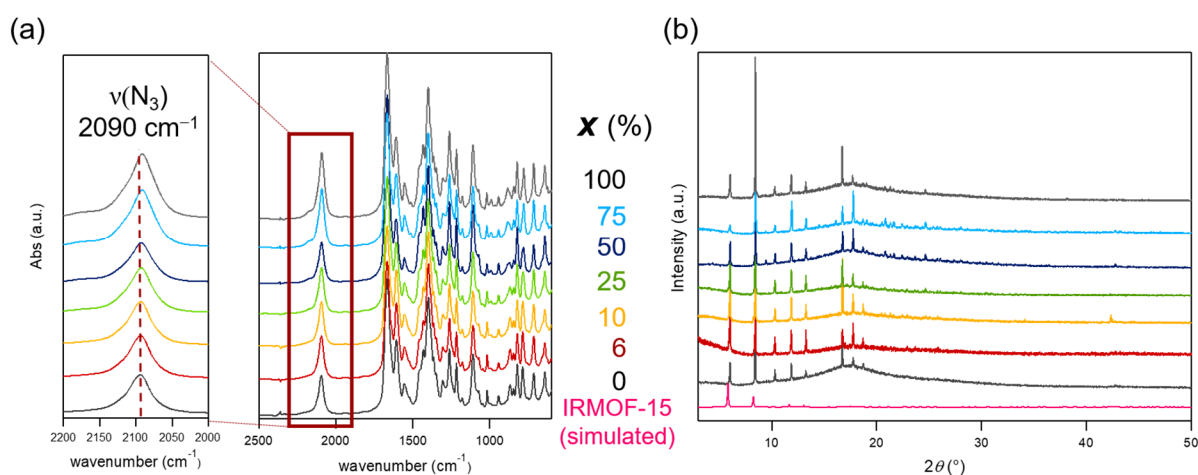 (a)
ν(N3)
2090 cm−1
Abs (a.u.)
2200 2150 2100 2050 2000
wavenumber (cm−1)
2500 2000 1500 1000
wavenumber (cm−1)
x (%)
100
75
50
25
10
6
0
IRMOF-15
(simulated)
(b)
Intensity (a.u.)
10 20 30 40 50
2θ (°)